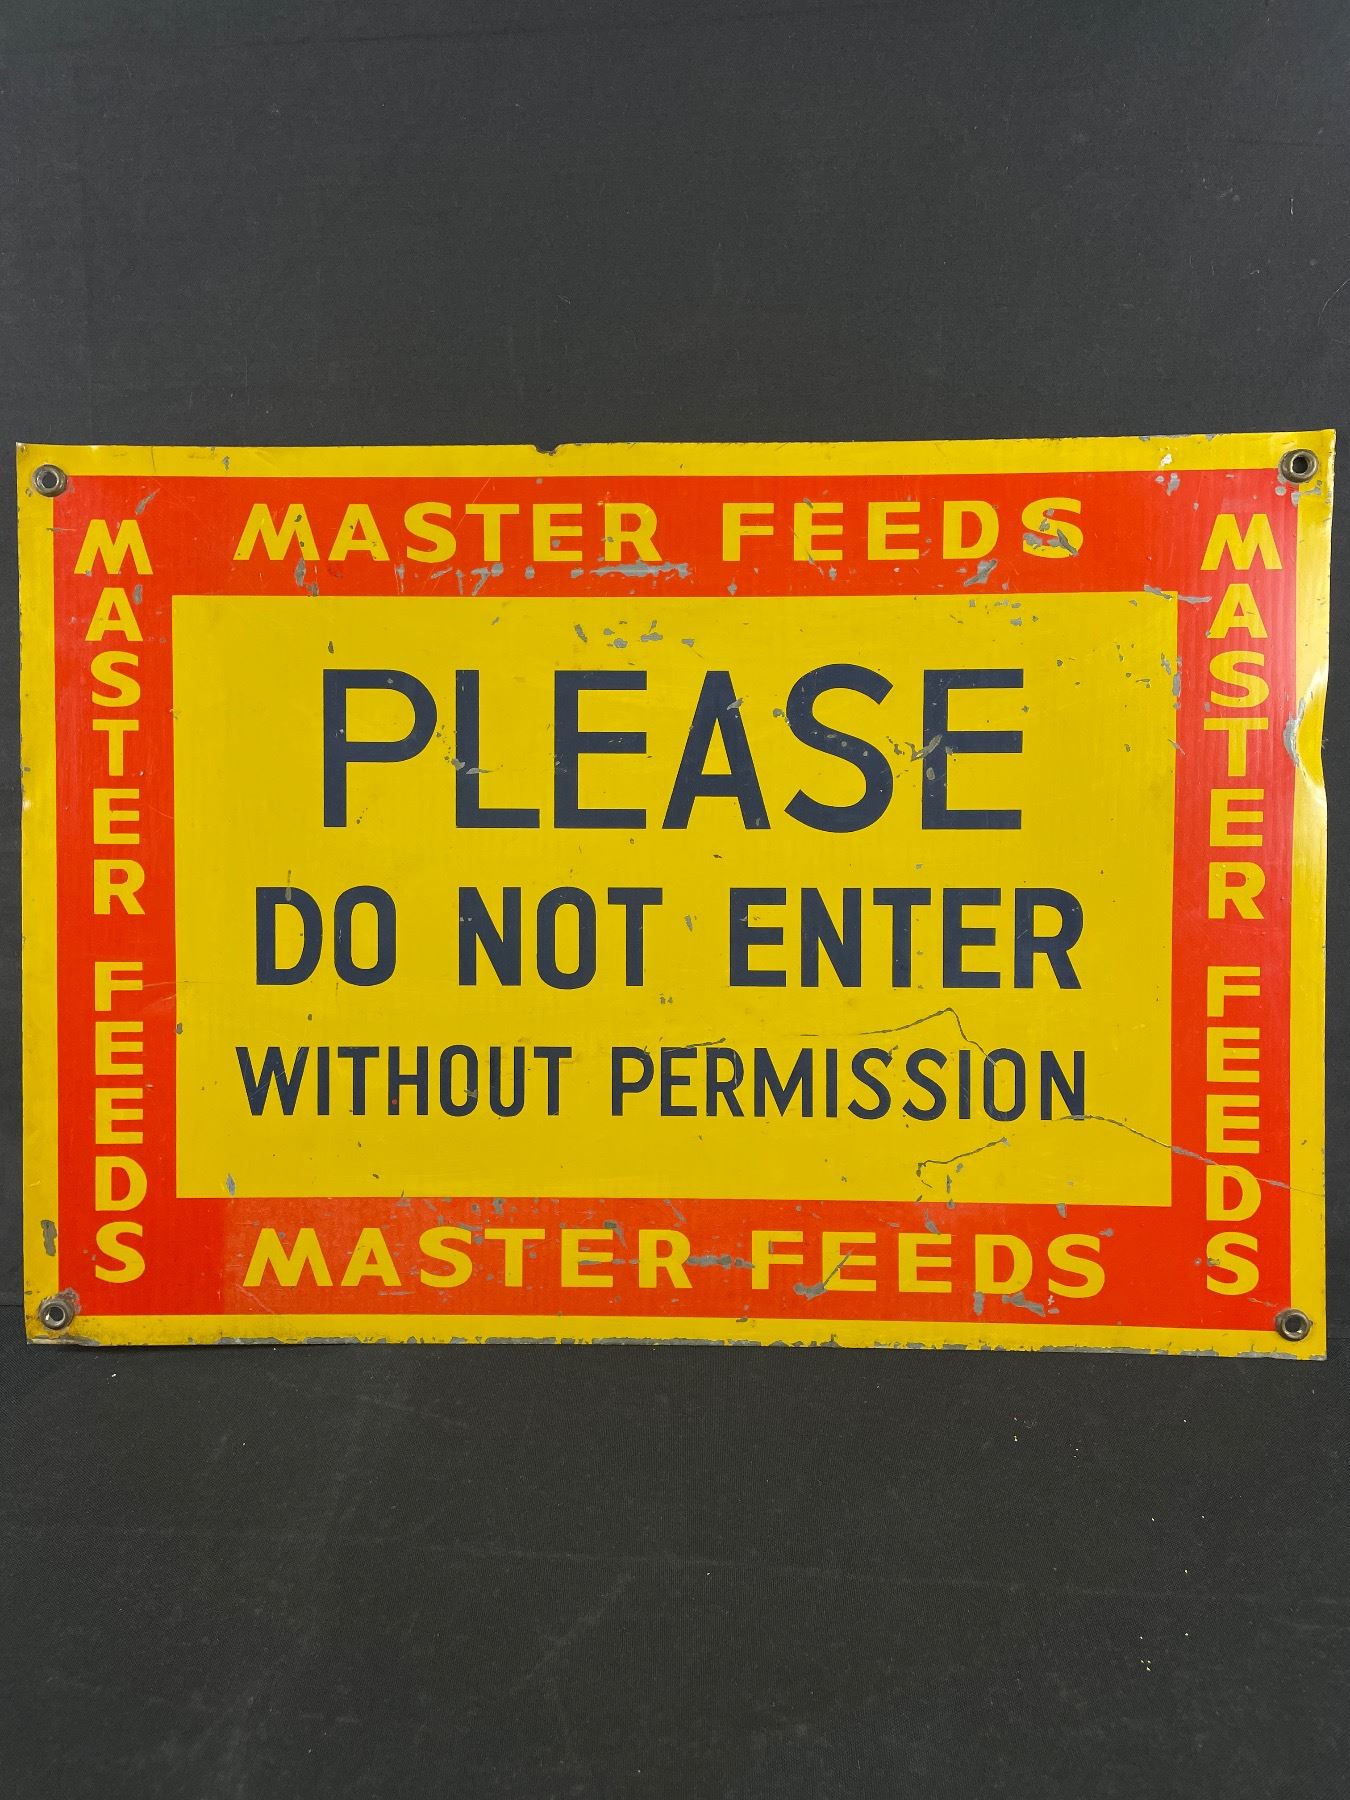 MASTER FEEDS
MASTER FEEDS
PLEASE
DO NOT ENTER
WITHOUT PERMISSION
MASTER FEEDS
MASTER FEEDS